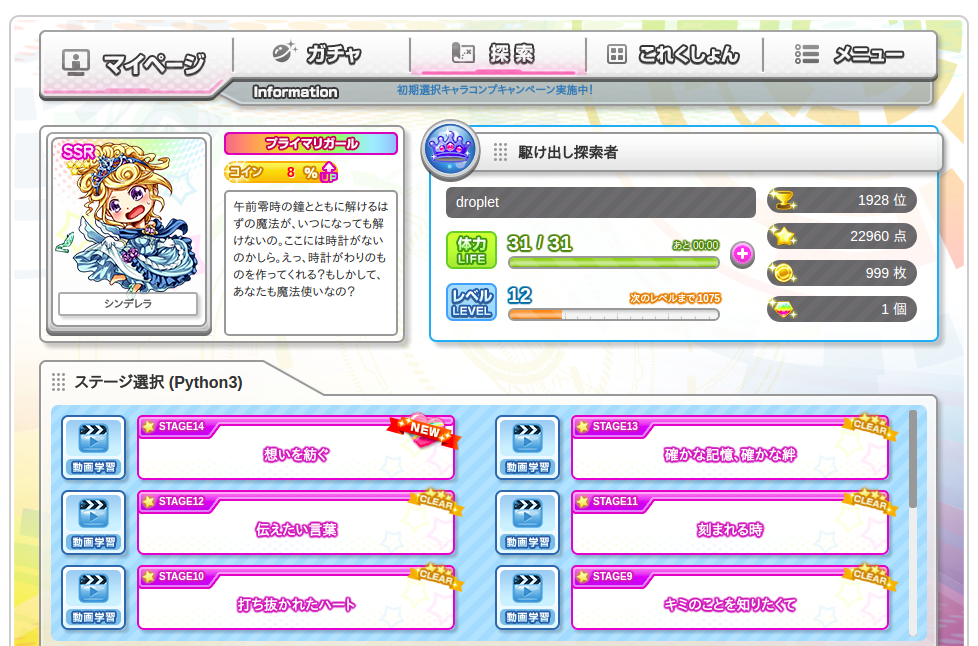 マイページ
ガチャ
探索
これくしょん
メニュー
Information
初期選択キャラコンプキャンペーン実施中!
SSR
シンデレラ
プライマリガール
コイン 8 % UP
午前零時の鐘とともに解けるは
ずの魔法が、いつになっても解
けないの。ここには時計がない
のかしら。えっ、時計がわりのも
のを作ってくれる?もしかして、
あなたも魔法使いなの?
駆け出し探索者
droplet
体力
LIFE
31 / 31
あと 00:00
レベル
LEVEL
12
次のレベルまで1075
1928 位
22960 点
999 枚
1 個
ステージ選択 (Python3)
動画学習
STAGE14
NEW
想いを紡ぐ
動画学習
STAGE13
CLEAR
確かな記憶、確かな絆
動画学習
STAGE12
CLEAR
伝えたい言葉
動画学習
STAGE11
CLEAR
刻まれる時
動画学習
STAGE10
CLEAR
打ち抜かれたハート
動画学習
STAGE9
CLEAR
キミのことを知りたくて